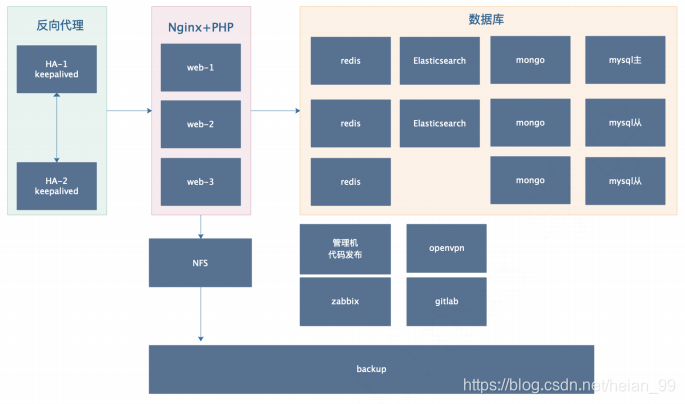 反向代理
HA-1
keepalived
HA-2
keepalived
Nginx+PHP
web-1
web-2
web-3
数据库
redis
Elasticsearch
mongo
mysql主
redis
Elasticsearch
mongo
mysql从
redis
mongo
mysql从
NFS
管理机
代码发布
openvpn
zabbix
gitlab
backup
https://blog.csdn.net/heian_99